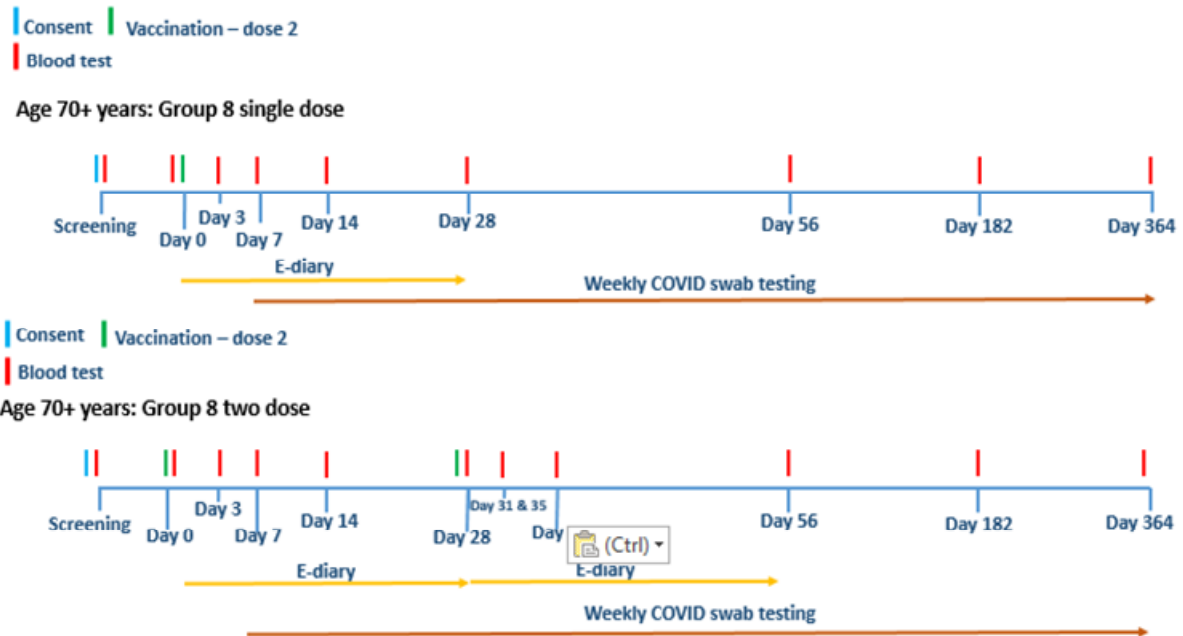 Consent Vaccination – dose 2
Blood test
Age 70+ years: Group 8 single dose
Screening Day 0 Day 3 Day 7 Day 14 Day 28 Day 56 Day 182 Day 364
E-diary
Weekly COVID swab testing
Consent Vaccination – dose 2
Blood test
Age 70+ years: Group 8 two dose
Screening Day 0 Day 3 Day 7 Day 14 Day 28 Day 31 & 35 Day Day 56 Day 182 Day 364
(Ctrl)
E-diary E-diary
Weekly COVID swab testing